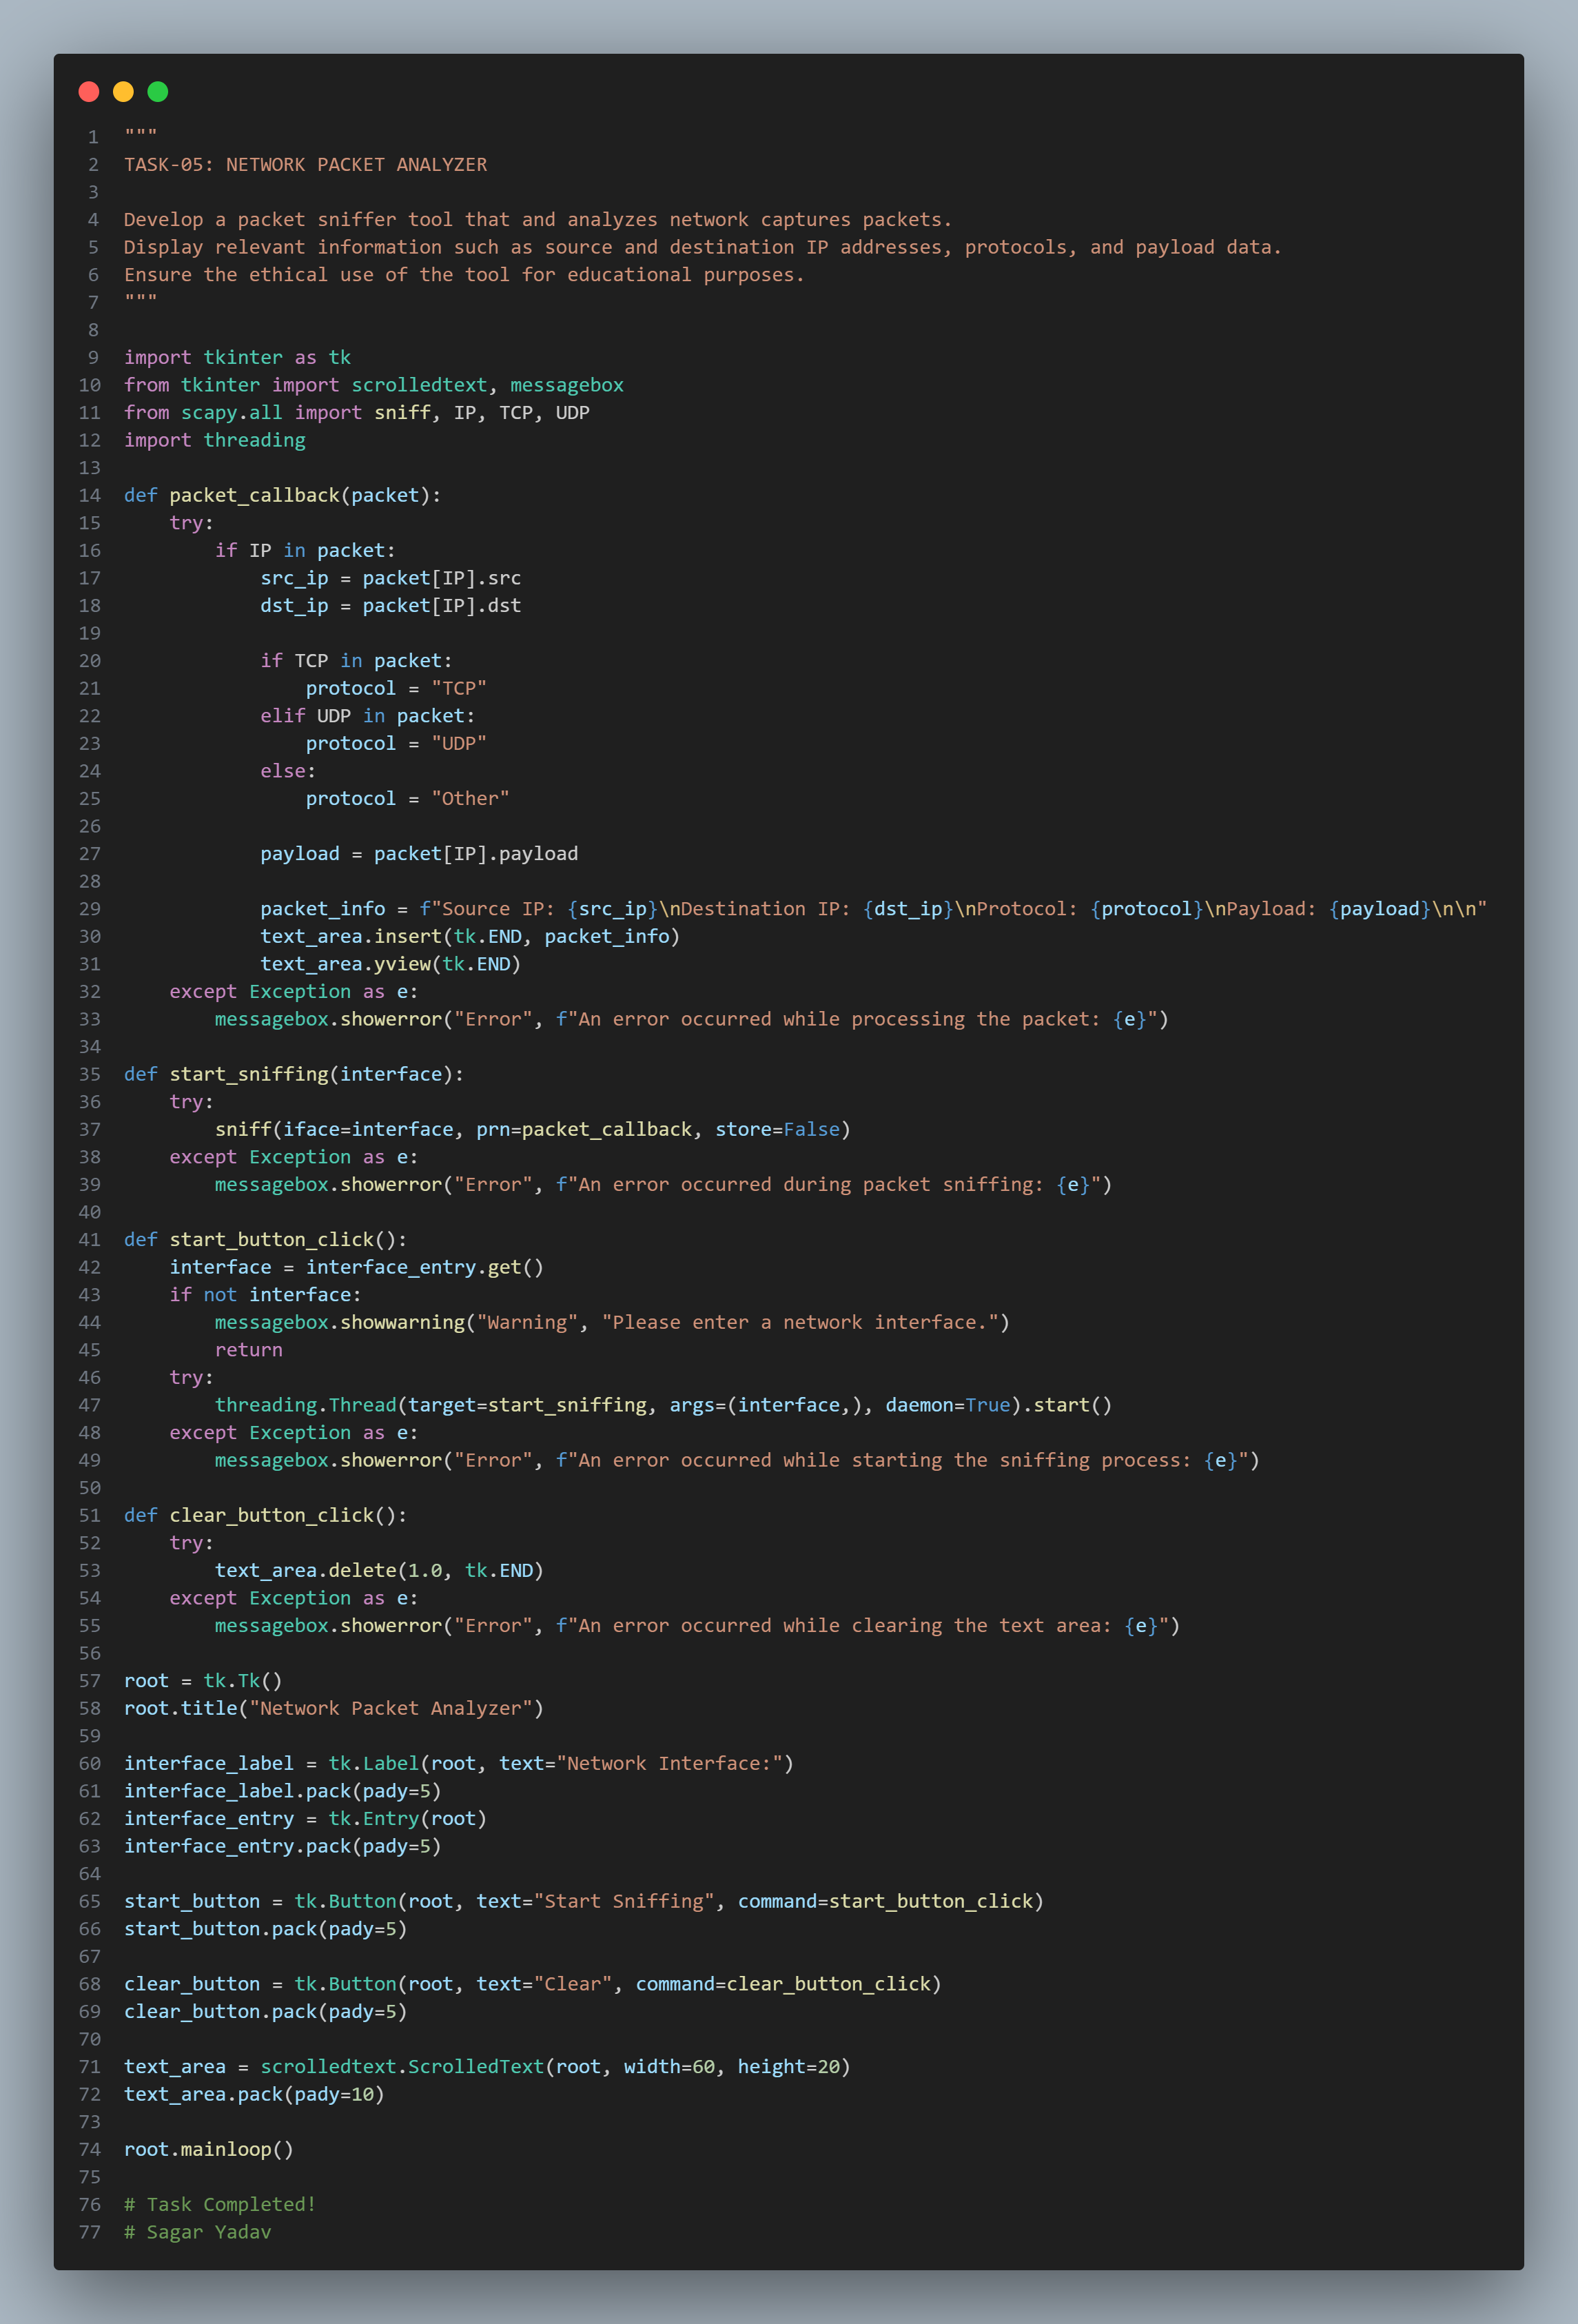 1 """
2 TASK-05: NETWORK PACKET ANALYZER
3
4 Develop a packet sniffer tool that and analyzes network captures packets.
5 Display relevant information such as source and destination IP addresses, protocols, and payload data.
6 Ensure the ethical use of the tool for educational purposes.
7 """
8
9 import tkinter as tk
10 from tkinter import scrolledtext, messagebox
11 from scapy.all import sniff, IP, TCP, UDP
12 import threading
13
14 def packet_callback(packet):
15     try:
16         if IP in packet:
17             src_ip = packet[IP].src
18             dst_ip = packet[IP].dst
19
20             if TCP in packet:
21                 protocol = "TCP"
22             elif UDP in packet:
23                 protocol = "UDP"
24             else:
25                 protocol = "Other"
26
27             payload = packet[IP].payload
28
29             packet_info = f"Source IP: {src_ip}\nDestination IP: {dst_ip}\nProtocol: {protocol}\nPayload: {payload}\n\n"
30             text_area.insert(tk.END, packet_info)
31             text_area.yview(tk.END)
32     except Exception as e:
33         messagebox.showerror("Error", f"An error occurred while processing the packet: {e}")
34
35 def start_sniffing(interface):
36     try:
37         sniff(iface=interface, prn=packet_callback, store=False)
38     except Exception as e:
39         messagebox.showerror("Error", f"An error occurred during packet sniffing: {e}")
40
41 def start_button_click():
42     interface = interface_entry.get()
43     if not interface:
44         messagebox.showwarning("Warning", "Please enter a network interface.")
45         return
46     try:
47         threading.Thread(target=start_sniffing, args=(interface,), daemon=True).start()
48     except Exception as e:
49         messagebox.showerror("Error", f"An error occurred while starting the sniffing process: {e}")
50
51 def clear_button_click():
52     try:
53         text_area.delete(1.0, tk.END)
54     except Exception as e:
55         messagebox.showerror("Error", f"An error occurred while clearing the text area: {e}")
56
57 root = tk.Tk()
58 root.title("Network Packet Analyzer")
59
60 interface_label = tk.Label(root, text="Network Interface:")
61 interface_label.pack(pady=5)
62 interface_entry = tk.Entry(root)
63 interface_entry.pack(pady=5)
64
65 start_button = tk.Button(root, text="Start Sniffing", command=start_button_click)
66 start_button.pack(pady=5)
67
68 clear_button = tk.Button(root, text="Clear", command=clear_button_click)
69 clear_button.pack(pady=5)
70
71 text_area = scrolledtext.ScrolledText(root, width=60, height=20)
72 text_area.pack(pady=10)
73
74 root.mainloop()
75
76 # Task Completed!
77 # Sagar Yadav